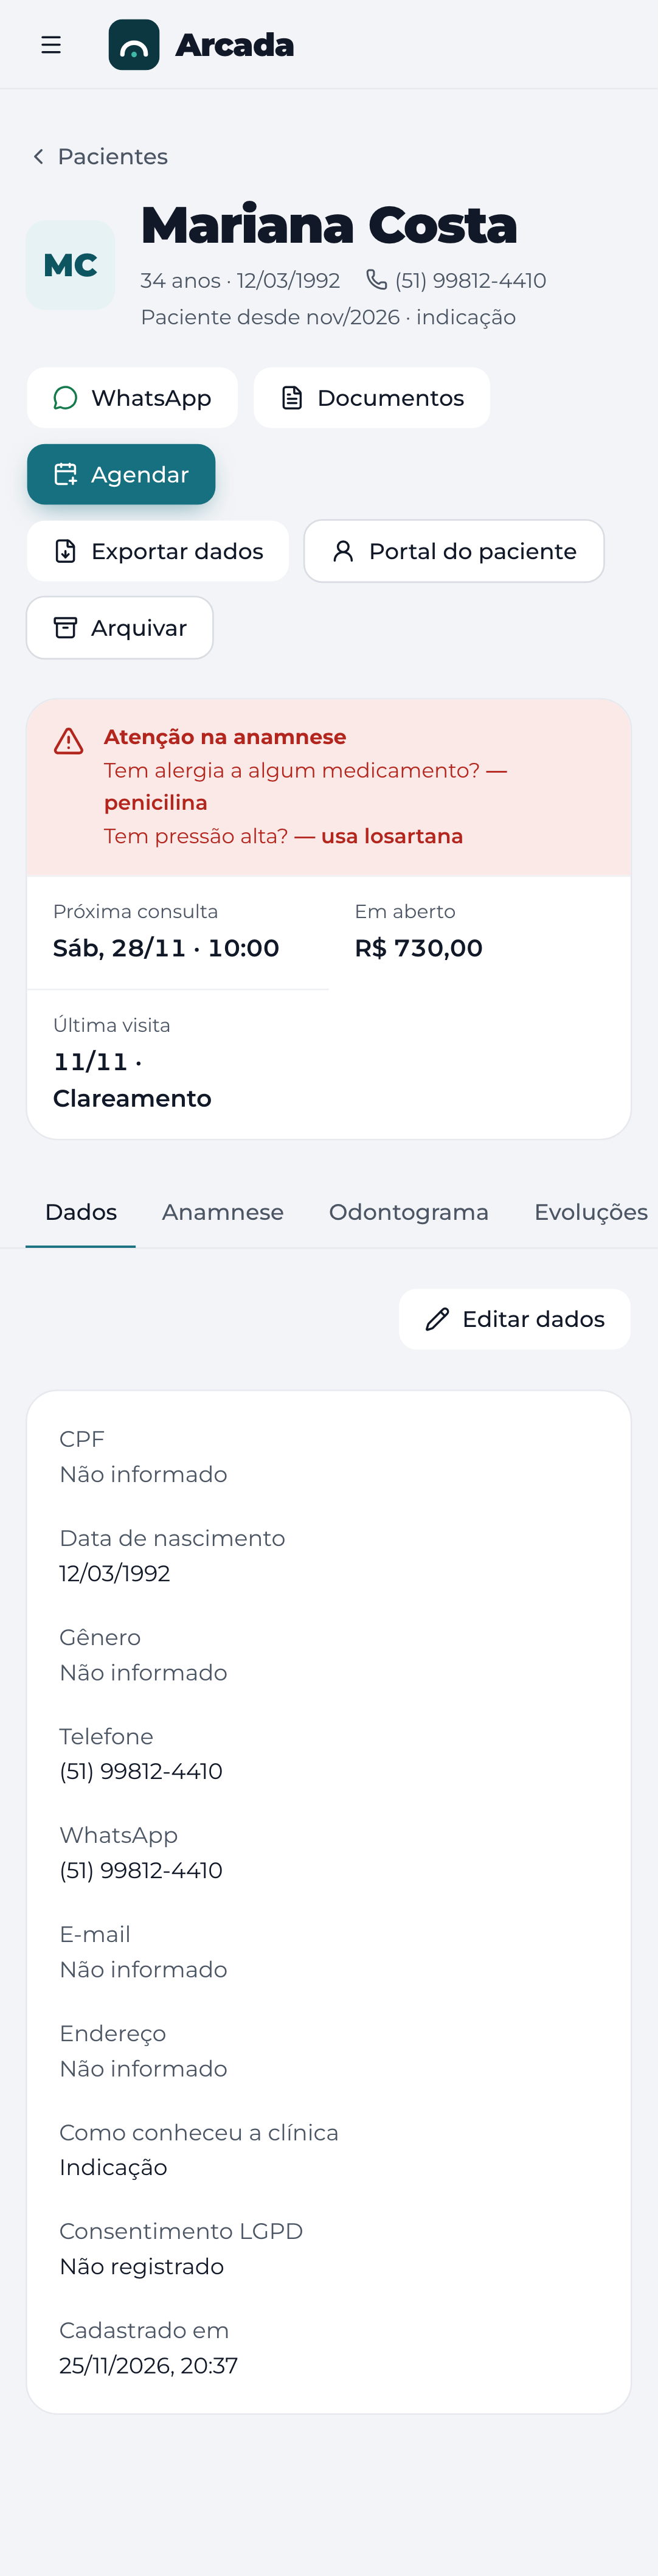 Arcada
Pacientes
MC
Mariana Costa
34 anos · 12/03/1992 (51) 99812-4410
Paciente desde nov/2026 · indicação
WhatsApp
Documentos
Agendar
Exportar dados
Portal do paciente
Arquivar
Atenção na anamnese
Tem alergia a algum medicamento? —
penicilina
Tem pressão alta? — usa losartana
Próxima consulta
Sáb, 28/11 · 10:00
Em aberto
R$ 730,00
Última visita
11/11 ·
Clareamento
Dados Anamnese Odontograma Evoluções
Editar dados
CPF
Não informado
Data de nascimento
12/03/1992
Gênero
Não informado
Telefone
(51) 99812-4410
WhatsApp
(51) 99812-4410
E-mail
Não informado
Endereço
Não informado
Como conheceu a clínica
Indicação
Consentimento LGPD
Não registrado
Cadastrado em
25/11/2026, 20:37